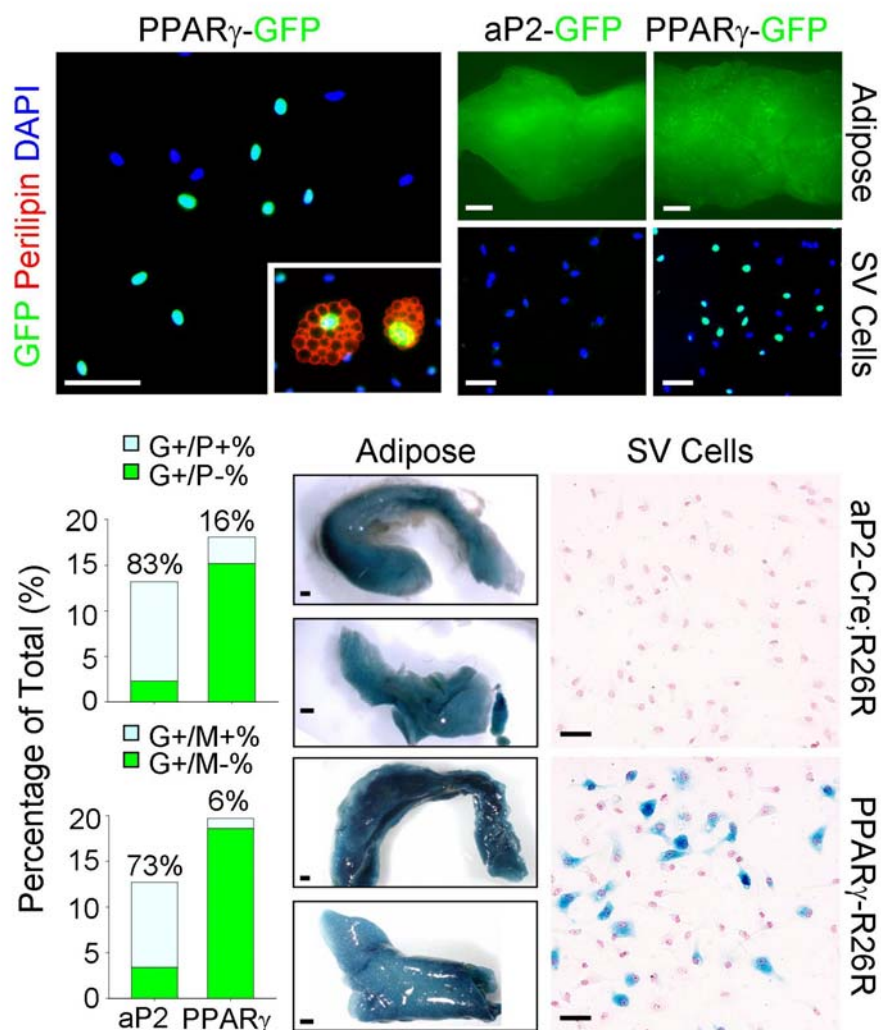 PPARγ-GFP
aP2-GFP
PPARγ-GFP
GFP Perilipin DAPI
Adipose
SV Cells
G+/P+%
G+/P-%
Percentage of Total (%)
20
15
10
5
0
83%
16%
G+/M+%
G+/M-%
20
15
10
5
0
73%
6%
aP2
PPARγ
Adipose
SV Cells
aP2-Cre;R26R
PPARγ-R26R